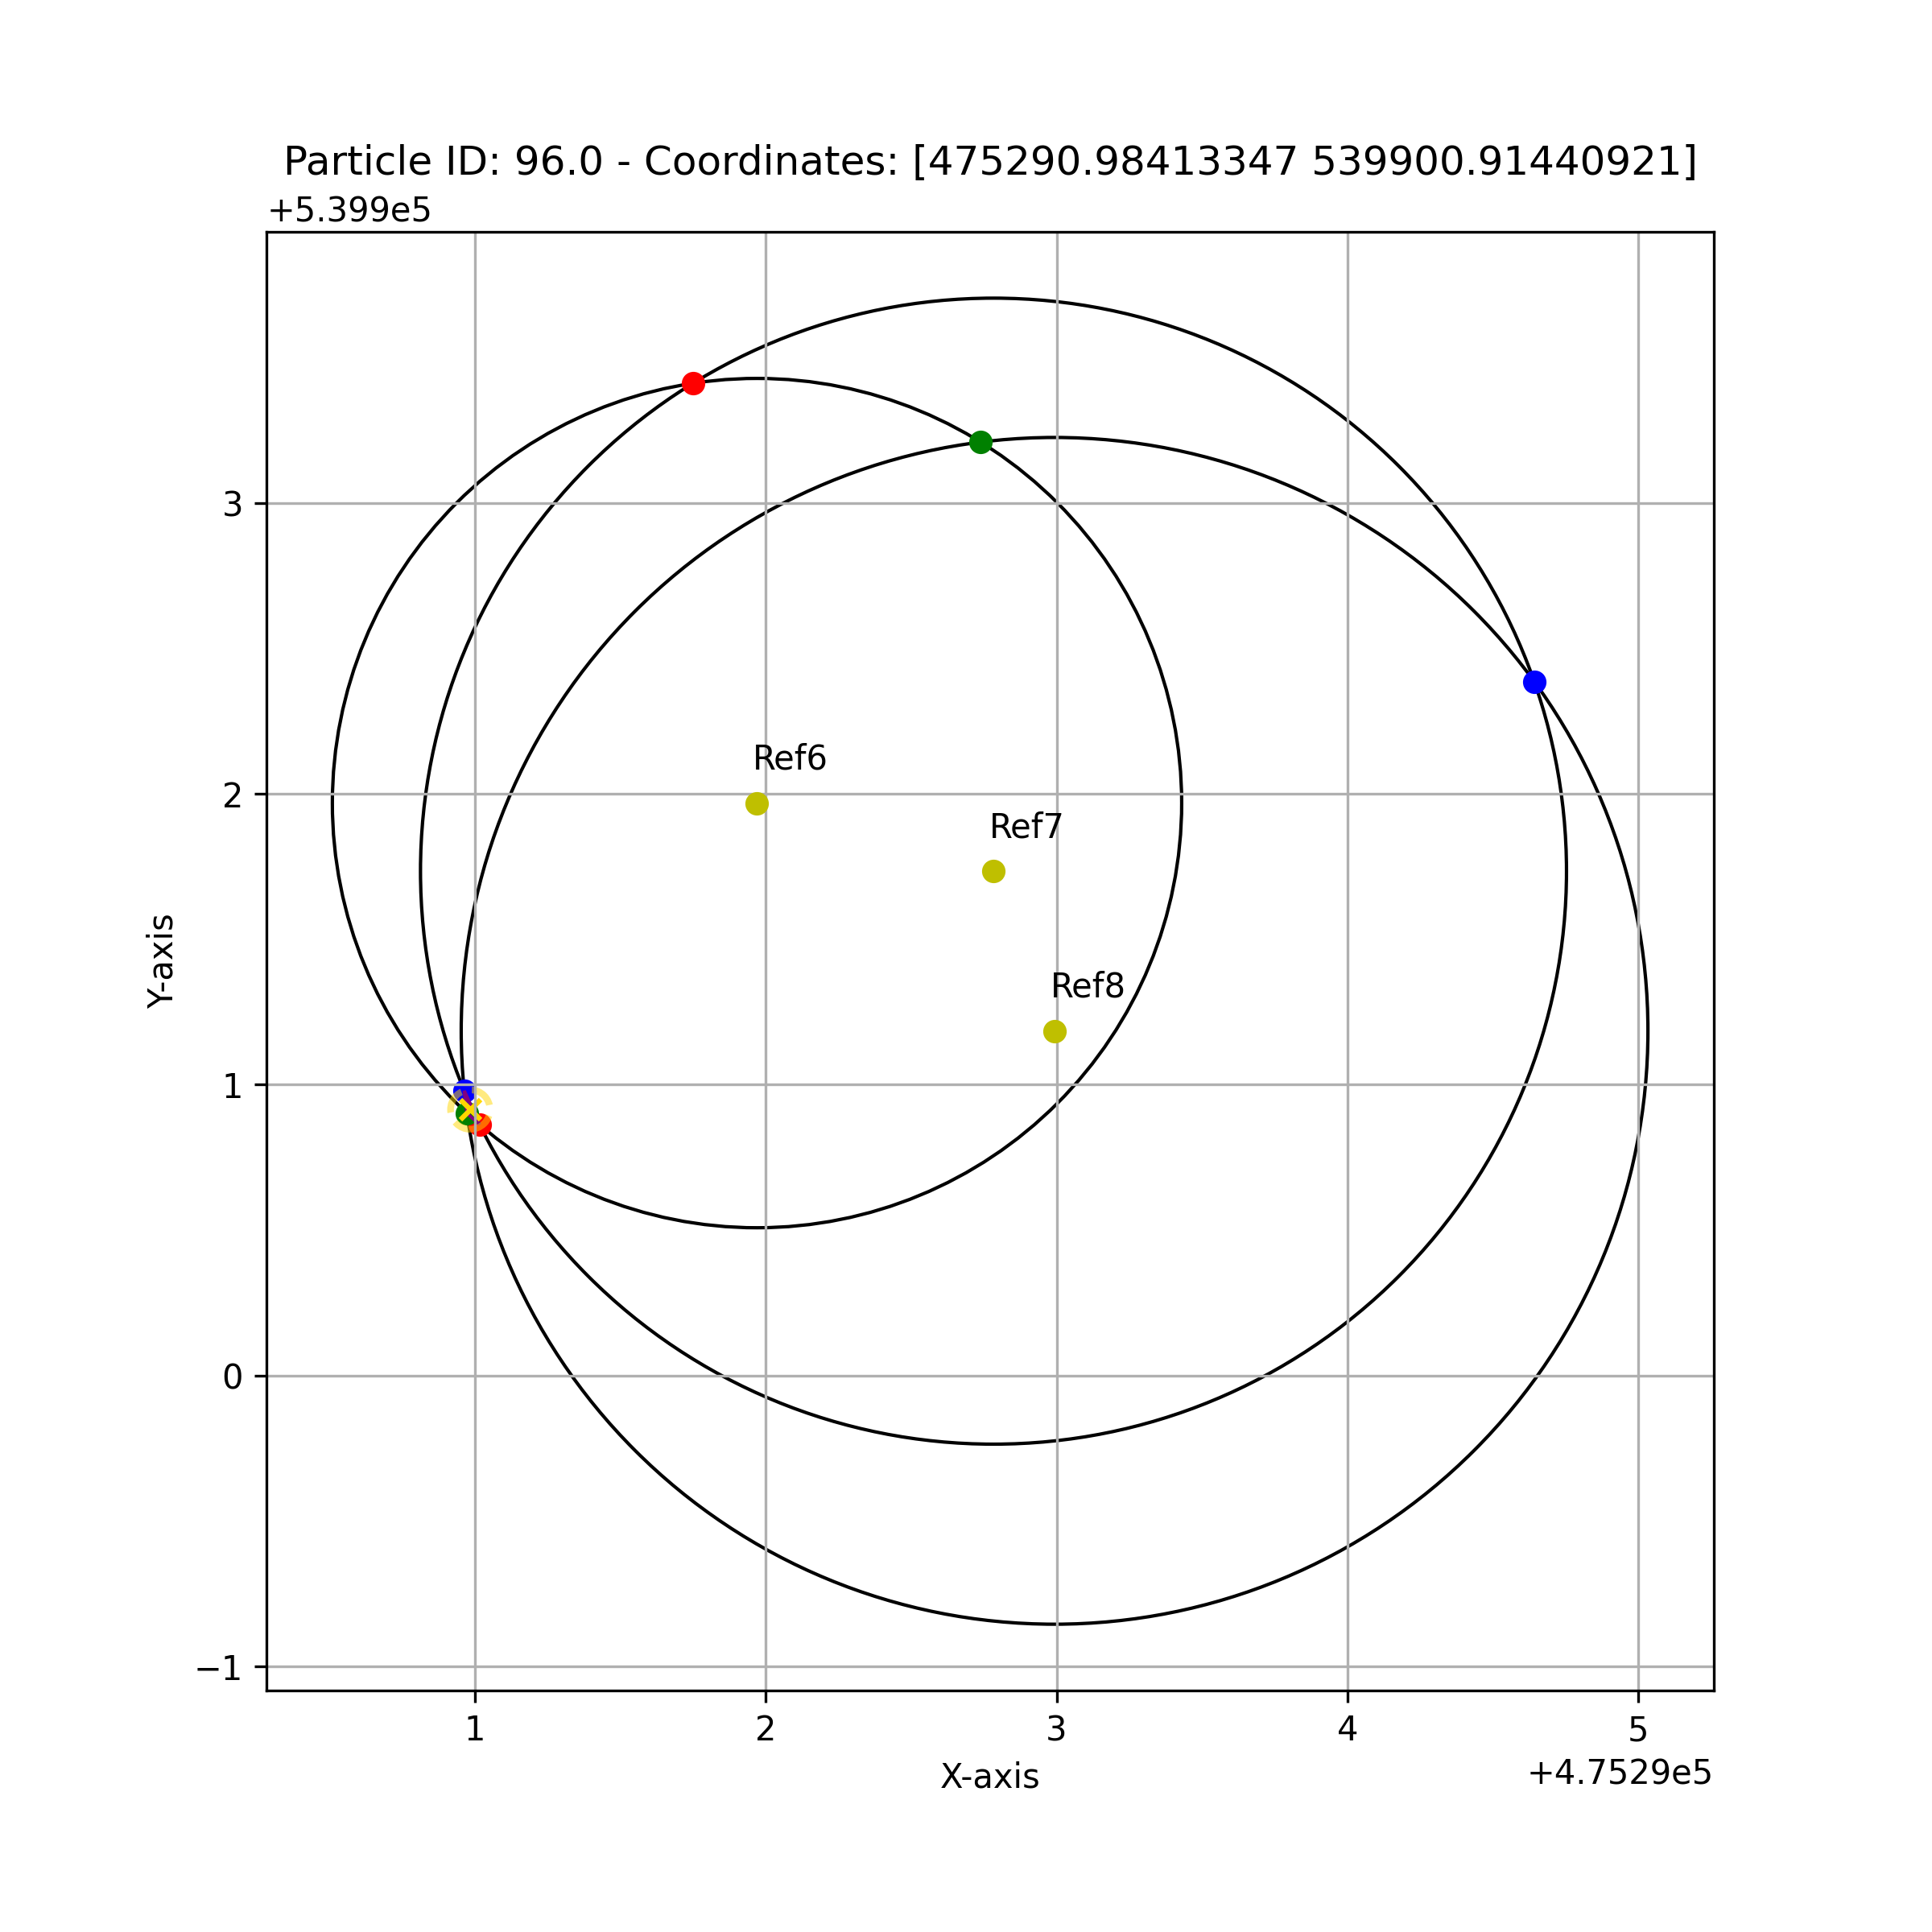 Particle ID: 96.0 - Coordinates: [475290.98413347 539900.91440921]
+5.399e5
3
2
1
0
−1
Y-axis
Ref6
Ref7
Ref8
1 2 3 4 5
X-axis
+4.7529e5